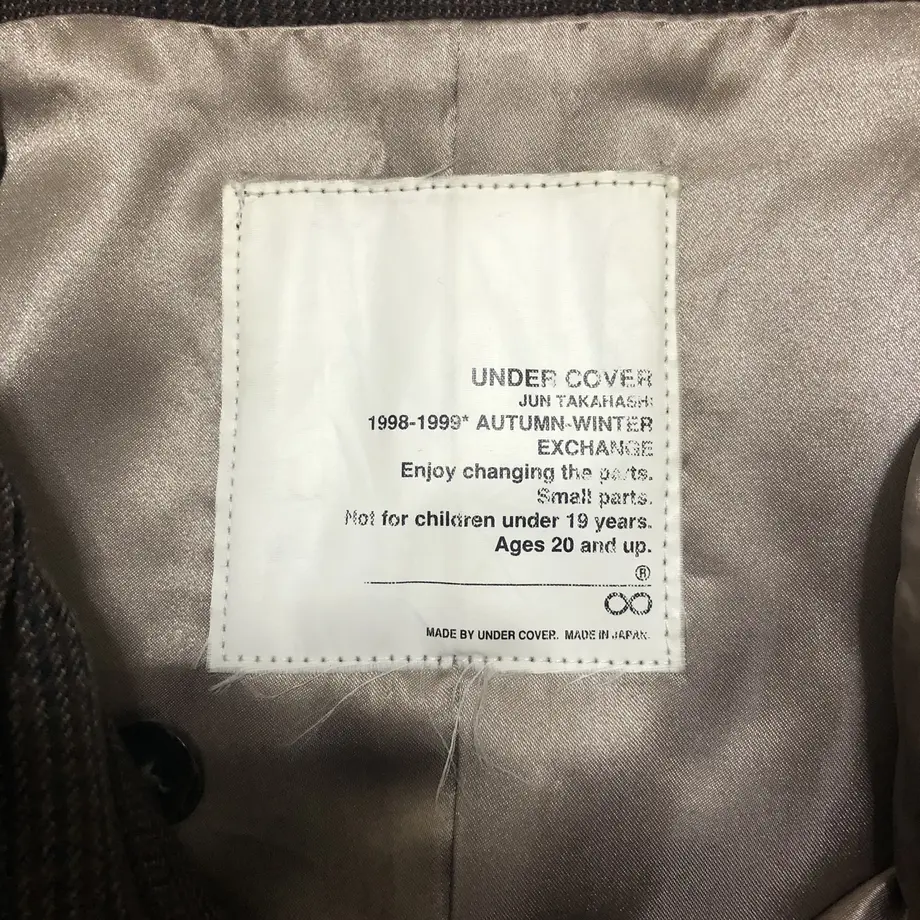 UNDER COVER
JUN TAKAHASHI
1998-1999* AUTUMN-WINTER
EXCHANGE
Enjoy changing the parts.
Small parts.
Not for children under 19 years.
Ages 20 and up.
®
MADE BY UNDER COVER. MADE IN JAPAN.